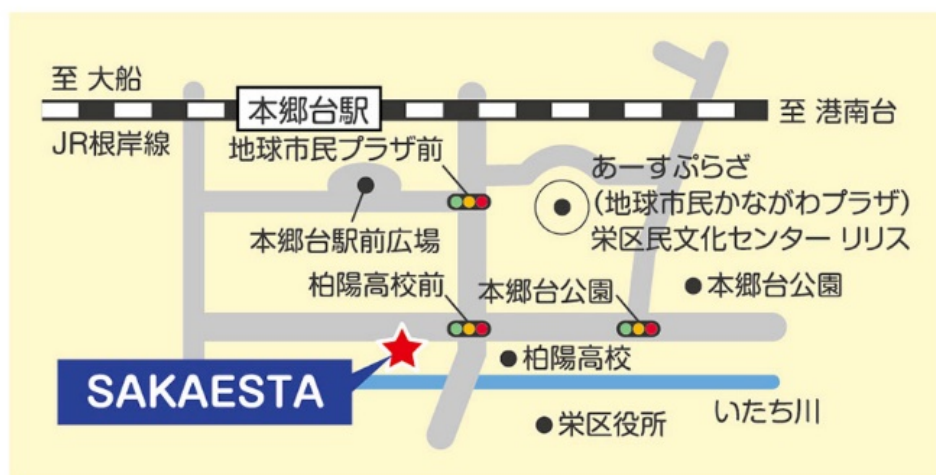 至 大船
本郷台駅
至 港南台
JR根岸線
地球市民プラザ前
あーすぷらざ
(地球市民かながわプラザ)
栄区民文化センター リリス
本郷台駅前広場
柏陽高校前
本郷台公園
本郷台公園
柏陽高校
SAKAESTA
いたち川
栄区役所